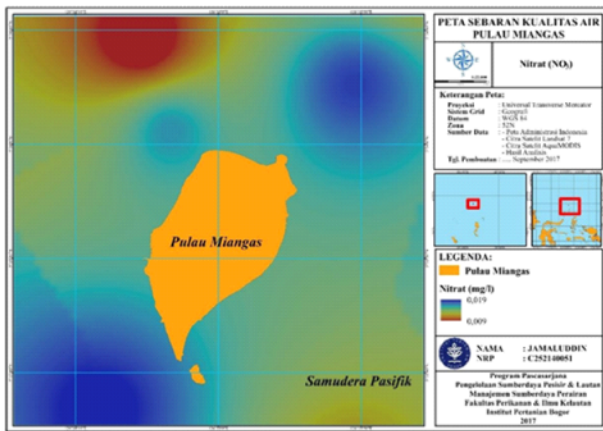 PETA SEBARAN KUALITAS AIR
PULAU MIANGAS
Nitrat (NO₃)
Keterangan Peta:
Proyeksi : Universal Transverse Mercator
Sistem Grid : Geografi
Datum : WGS 84
Zona : 52N
Sumber Data : - Peta Administrasi Indonesia
- Citra Satelit Landsat 7
- Citra Satelit AquaMODIS
- Hasil Analisis
Tgl. Pembuatan : ..... September 2017
LEGENDA:
Pulau Miangas
Nitrat (mg/l)
0,019
0,009
NAMA : JAMALUDDIN
NRP : C252140051
Program Pascasarjana
Pengelolaan Sumberdaya Pesisir & Lautan
Manajemen Sumberdaya Perairan
Fakultas Perikanan & Ilmu Kelautan
Institut Pertanian Bogor
2017
Pulau Miangas
Samudera Pasifik